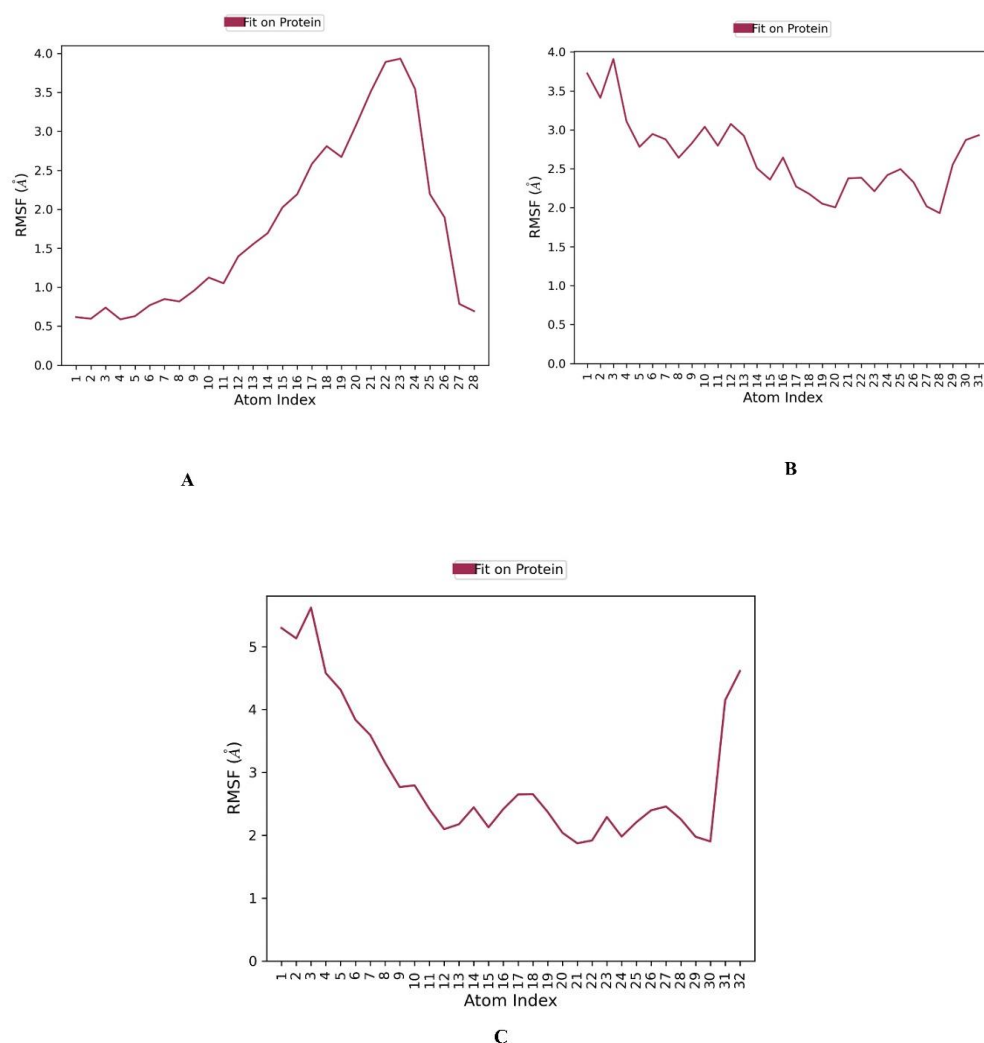 Fit on Protein
4.0
3.5
3.0
2.5
2.0
1.5
1.0
0.5
0.0
RMSF (Å)
1 2 3 4 5 6 7 8 9 10 11 12 13 14 15 16 17 18 19 20 21 22 23 24 25 26 27 28
Atom Index
A
Fit on Protein
4.0
3.5
3.0
2.5
2.0
1.5
1.0
0.5
0.0
RMSF (Å)
1 2 3 4 5 6 7 8 9 10 11 12 13 14 15 16 17 18 19 20 21 22 23 24 25 26 27 28 29 30 31
Atom Index
B
Fit on Protein
5
4
3
2
1
0
RMSF (Å)
1 2 3 4 5 6 7 8 9 10 11 12 13 14 15 16 17 18 19 20 21 22 23 24 25 26 27 28 29 30 31 32
Atom Index
C